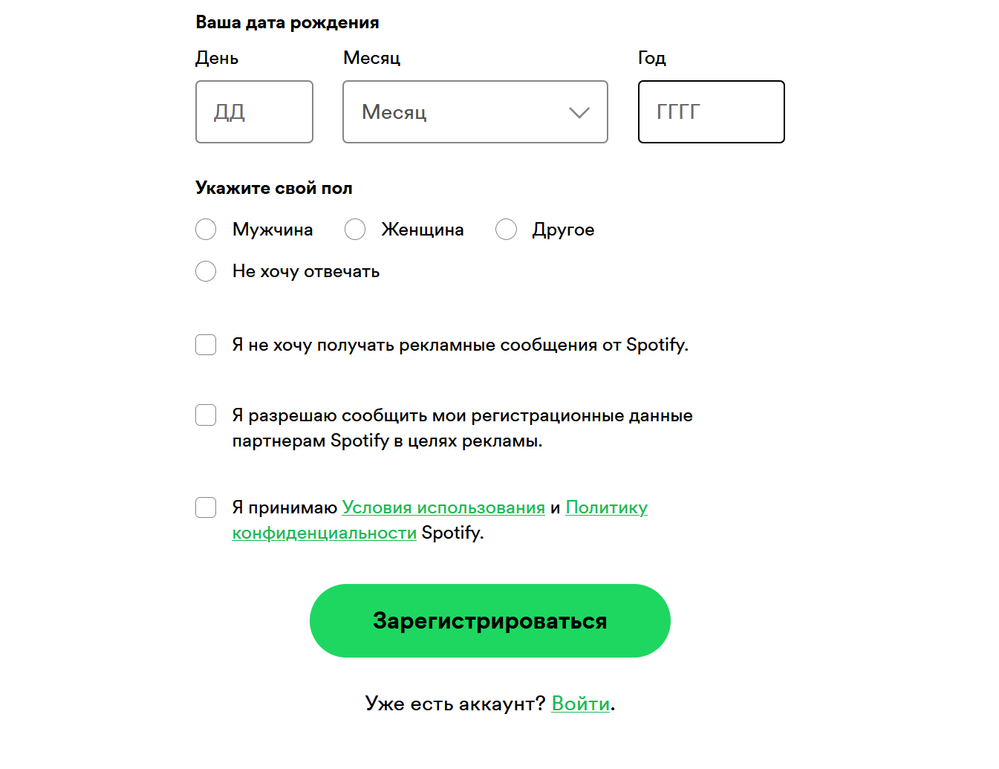 Ваша дата рождения
День Месяц Год
ДД Месяц ГГГГ
Укажите свой пол
Мужчина Женщина Другое
Не хочу отвечать
Я не хочу получать рекламные сообщения от Spotify.
Я разрешаю сообщить мои регистрационные данные
партнерам Spotify в целях рекламы.
Я принимаю Условия использования и Политику
конфиденциальности Spotify.
Зарегистрироваться
Уже есть аккаунт? Войти.